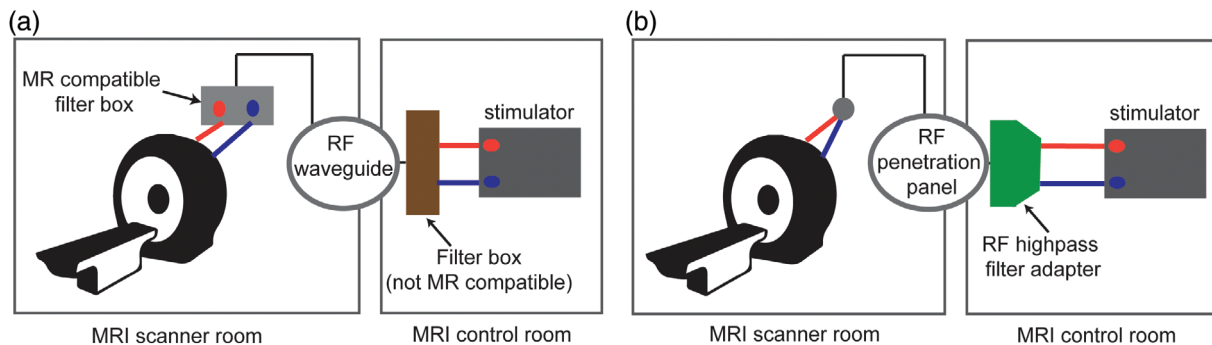 (a)
MR compatible
filter box
RF
waveguide
stimulator
Filter box
(not MR compatible)
MRI scanner room
MRI control room
(b)
RF
penetration
panel
stimulator
RF highpass
filter adapter
MRI scanner room
MRI control room